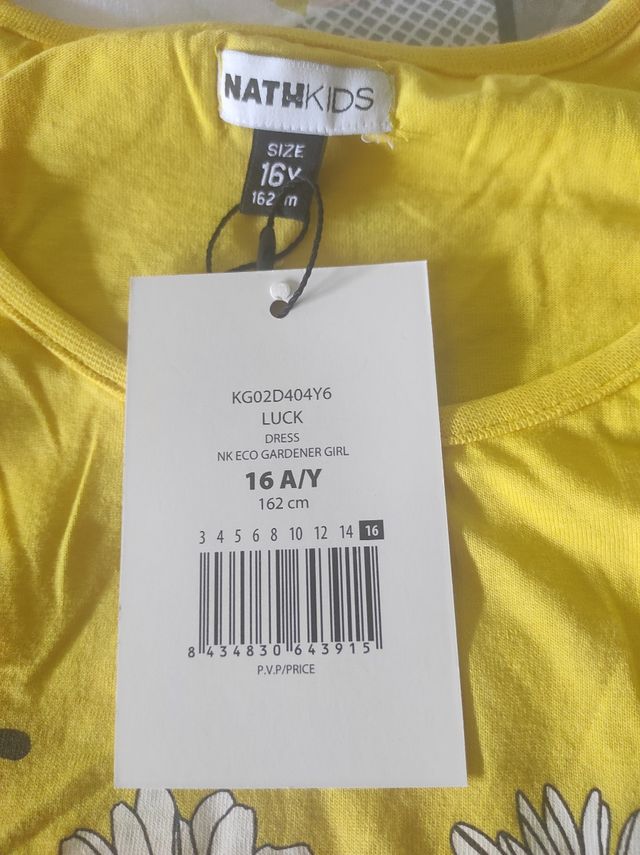 NATHKIDS
SIZE
16Y
162 cm
KG02D404Y6
LUCK
DRESS
NK ECO GARDENER GIRL
16 A/Y
162 cm
3 4 5 6 8 10 12 14 16
8 434830 643915
P.V.P/PRICE